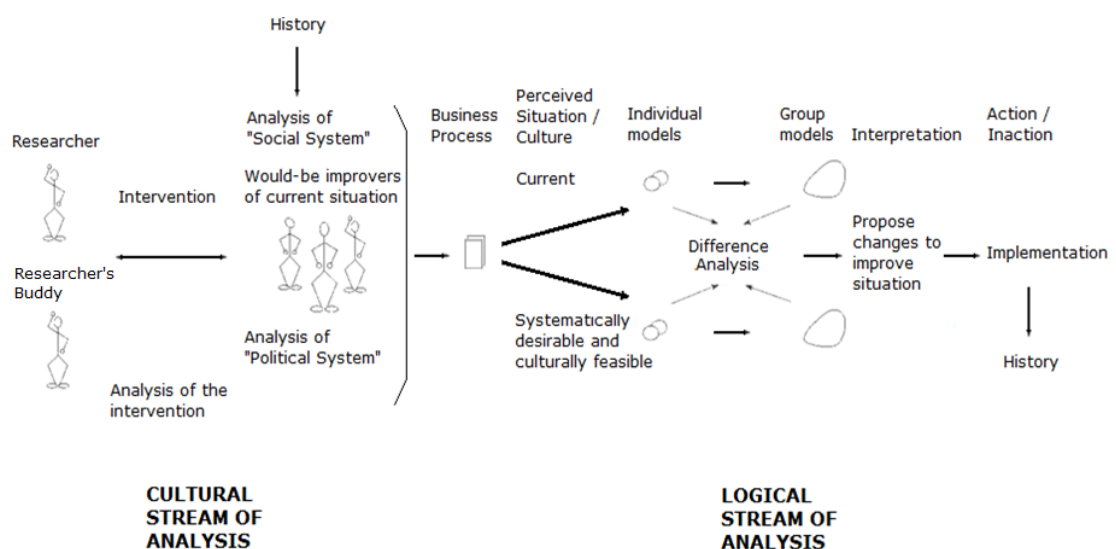 History
Researcher
Analysis of
"Social System"
Business
Process
Perceived
Situation /
Culture
Individual
models
Group
models
Interpretation
Action /
Inaction
Intervention
Would-be improvers
of current situation
Current
Researcher's
Buddy
Difference
Analysis
Propose
changes to
improve
situation
Implementation
Analysis of
"Political System"
Systematically
desirable and
culturally feasible
History
Analysis of the
intervention
CULTURAL
STREAM OF
ANALYSIS
LOGICAL
STREAM OF
ANALYSIS